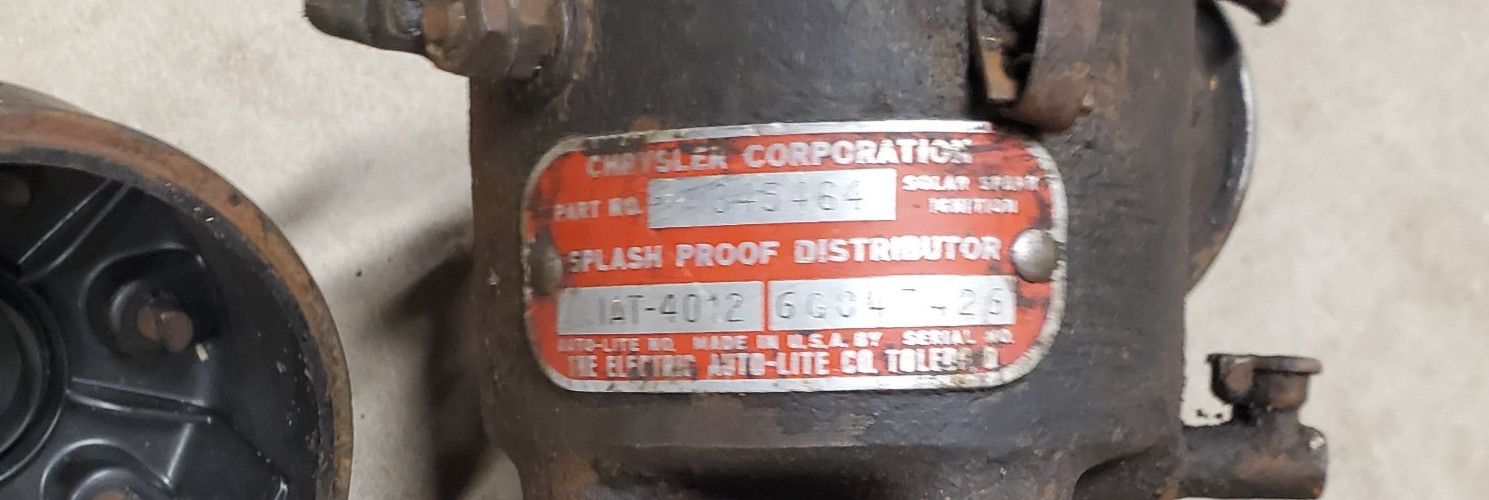 CHRYSLER CORPORATION
PART NO. SOLAR SPARK
IGNITION
SPLASH PROOF DISTRIBUTOR
IAT-4012
AUTO-LITE NO. MADE IN U.S.A. BY SERIAL NO.
THE ELECTRIC AUTO-LITE CO. TOLEDO, O.